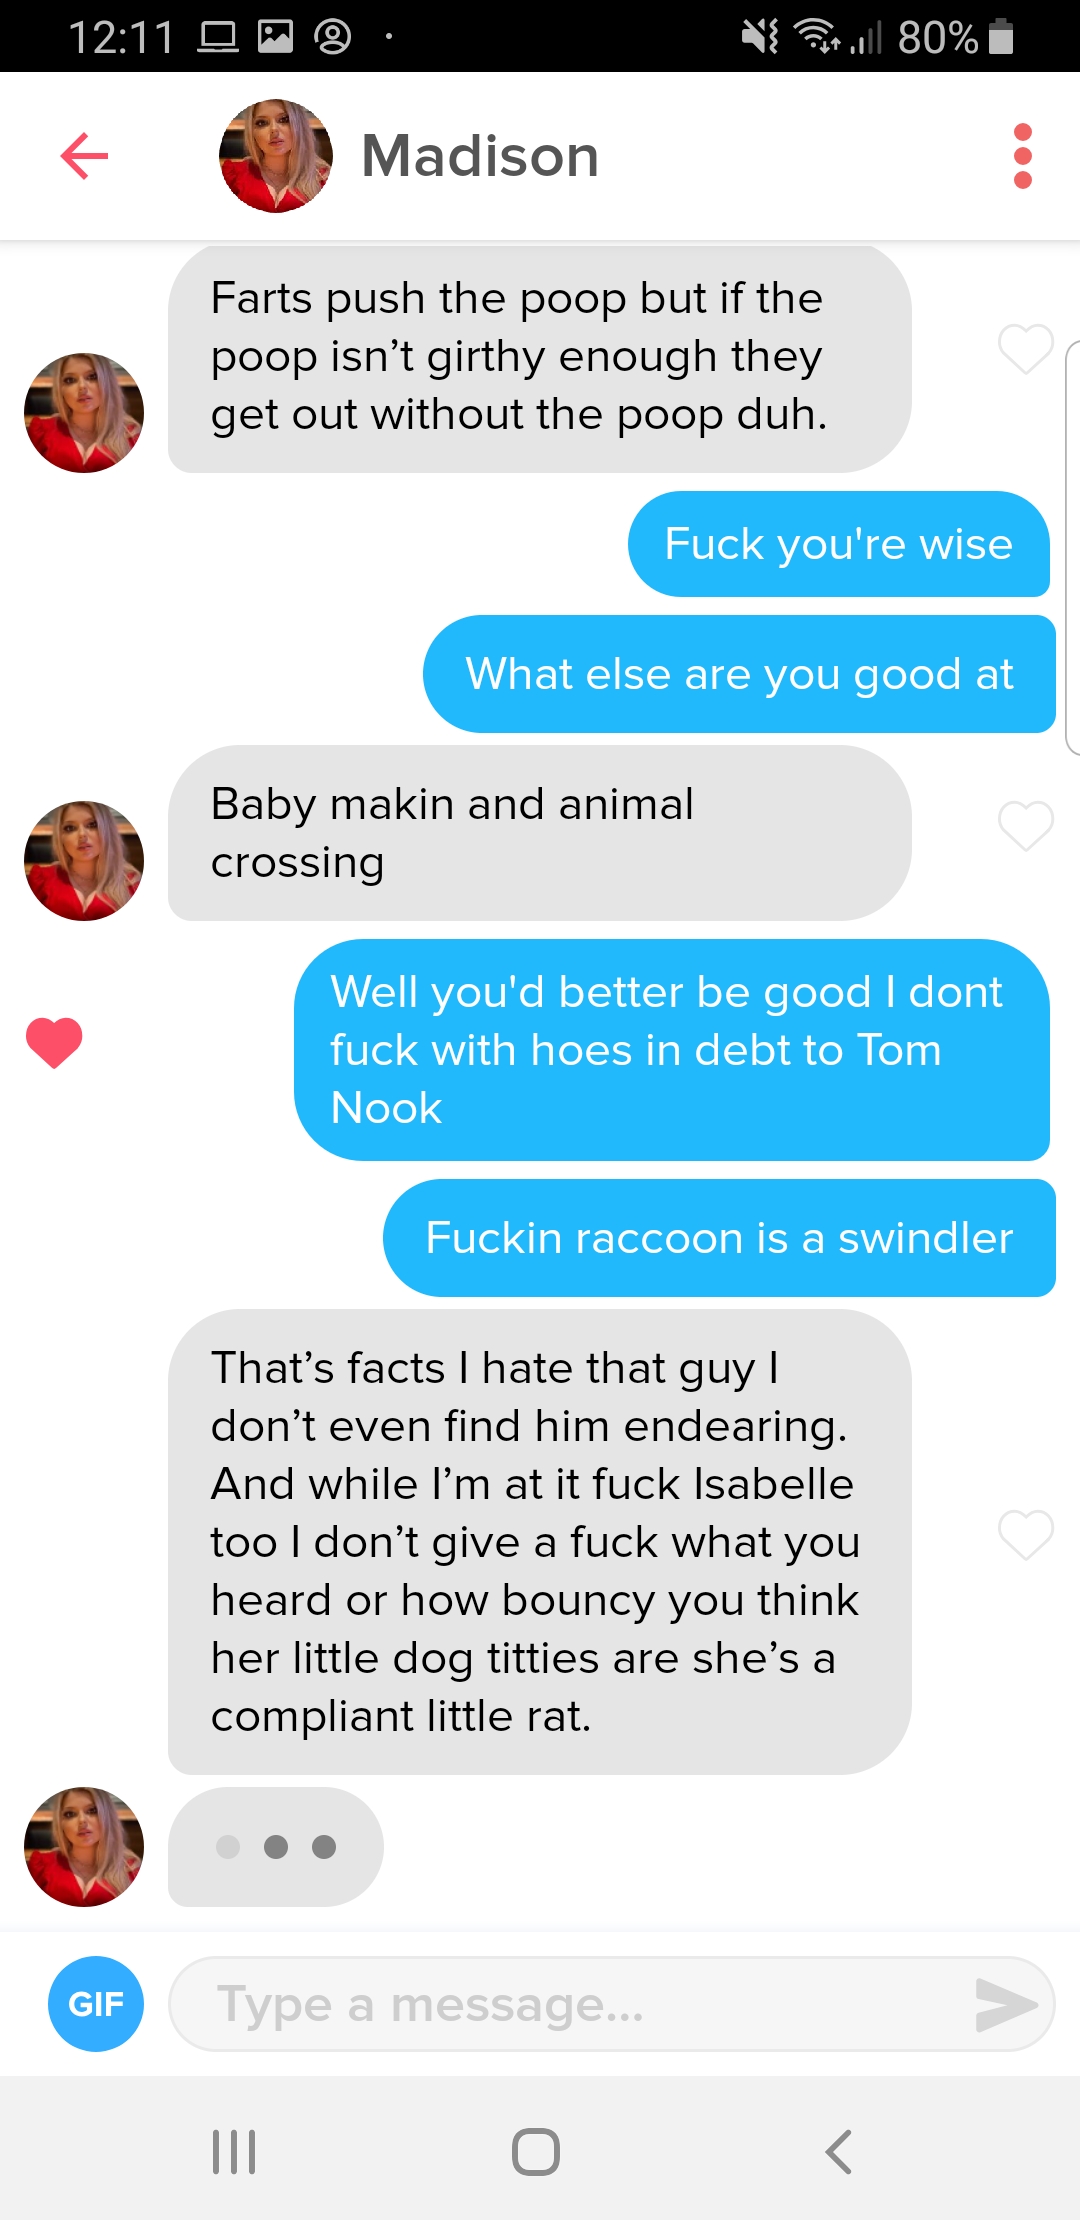 12:11
80%
Madison
Farts push the poop but if the
poop isn’t girthy enough they
get out without the poop duh.
Fuck you're wise
What else are you good at
Baby makin and animal
crossing
Well you'd better be good I dont
fuck with hoes in debt to Tom
Nook
Fuckin raccoon is a swindler
That’s facts I hate that guy I
don’t even find him endearing.
And while I’m at it fuck Isabelle
too I don’t give a fuck what you
heard or how bouncy you think
her little dog titties are she’s a
compliant little rat.
GIF
Type a message...